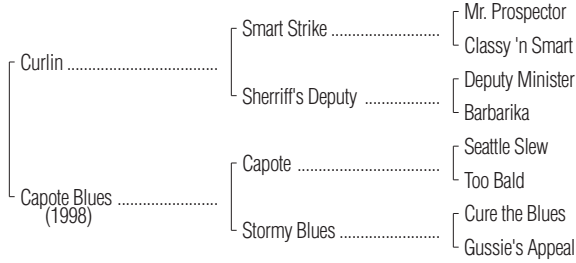 Mr. Prospector
Smart Strike ......................
Classy 'n Smart
Curlin ..............................
Deputy Minister
Sherriff's Deputy ...............
Barbarika
Seattle Slew
Capote .............................
Too Bald
Capote Blues ....................
(1998)
Cure the Blues
Stormy Blues ....................
Gussie's Appeal